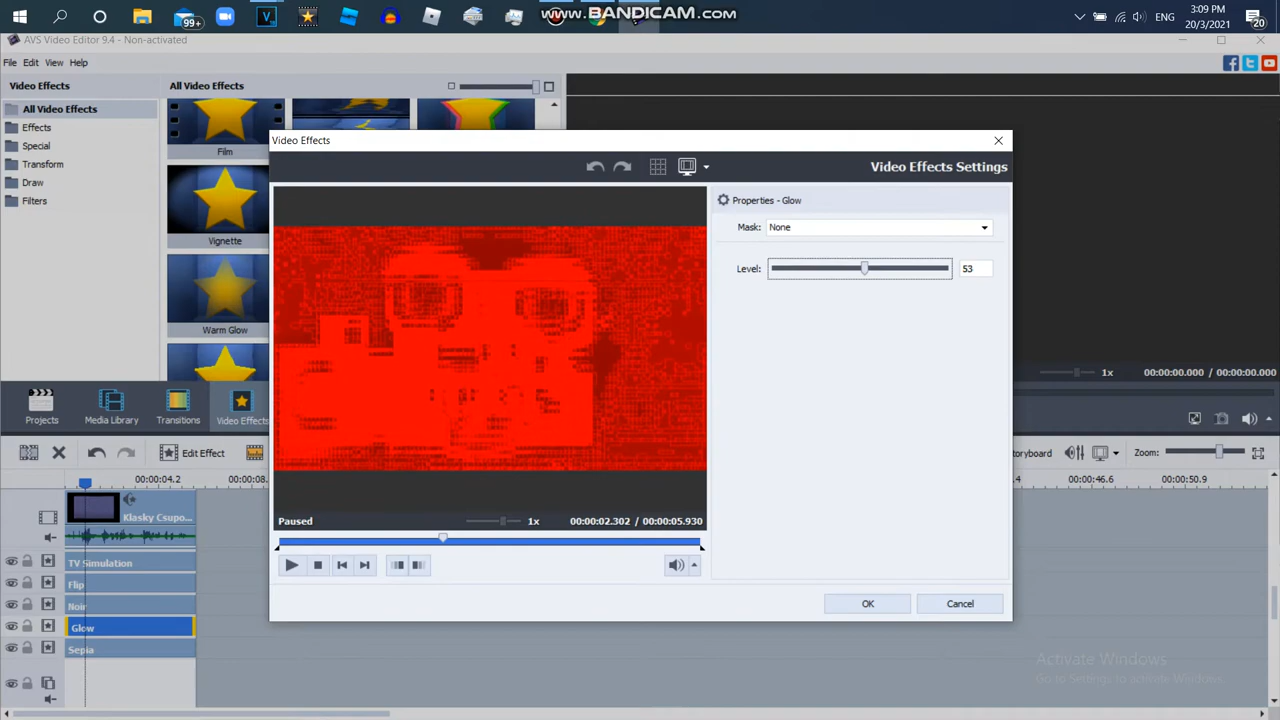 www.BANDICAM.com
99+
3:09 PM
ENG
20/3/2021
20
AVS Video Editor 9.4 - Non-activated
File Edit View Help
Video Effects
All Video Effects
All Video Effects
Effects
Special
Transform
Draw
Filters
Film
Vignette
Warm Glow
Video Effects
Video Effects Settings
Properties - Glow
Mask: None
Level: 53
Paused
1x
00:00:02.302 / 00:00:05.930
OK
Cancel
1x
00:00:00.000 / 00:00:00.000
Projects
Media Library
Transitions
Video Effects
Edit Effect
Zoom:
00:00:04.2
00:00:08.
00:00:46.6
00:00:50.9
Klasky Csupo...
TV Simulation
Flip
Noir
Glow
Sepia
Activate Windows
Go to Settings to activate Windows.